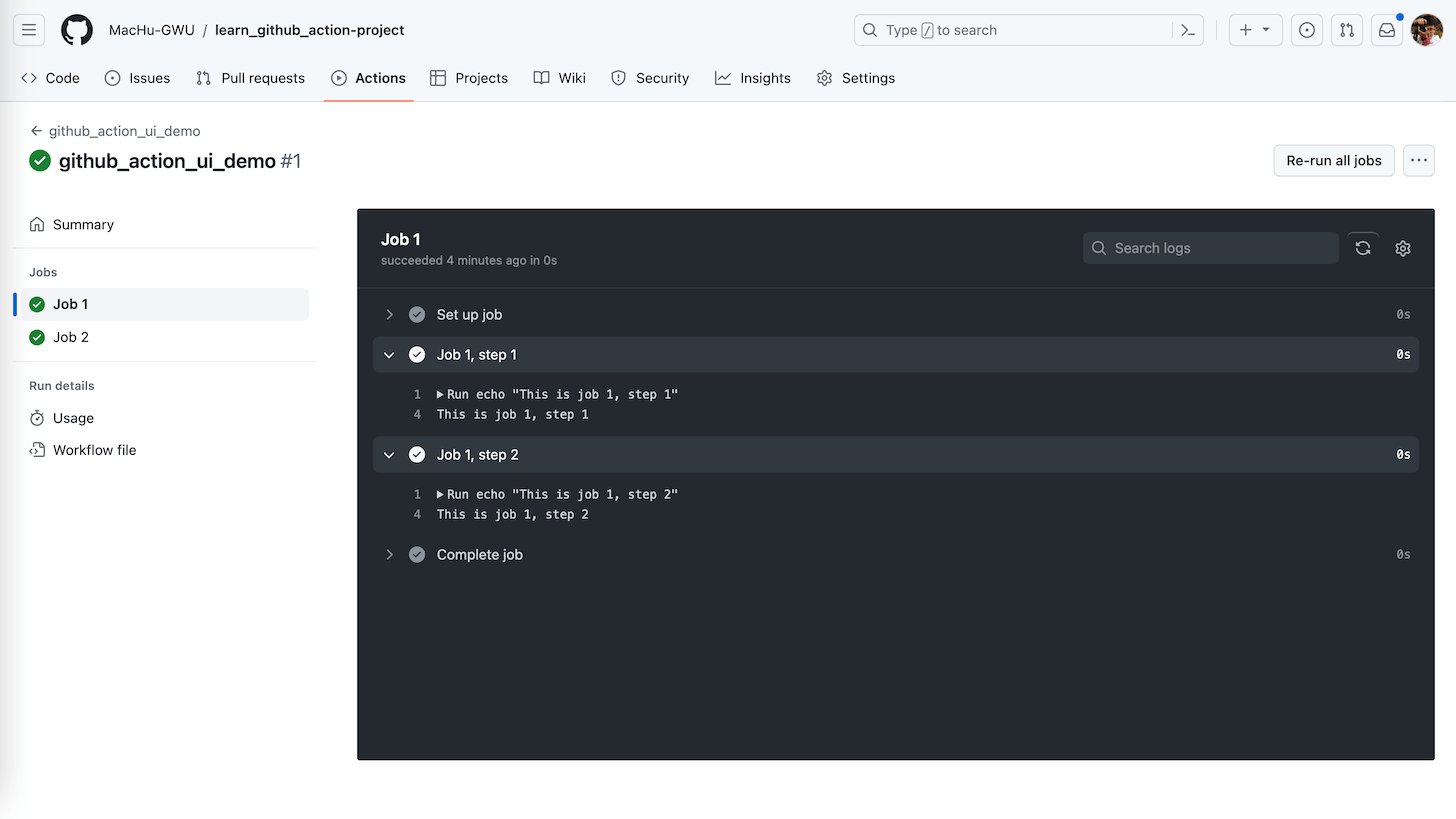 MacHu-GWU / learn_github_action-project
Type / to search
Code Issues Pull requests Actions Projects Wiki Security Insights Settings
github_action_ui_demo
github_action_ui_demo #1
Re-run all jobs
Summary
Jobs
Job 1
Job 2
Run details
Usage
Workflow file
Job 1
succeeded 4 minutes ago in 0s
Search logs
Set up job 0s
Job 1, step 1 0s
1 Run echo "This is job 1, step 1"
4 This is job 1, step 1
Job 1, step 2 0s
1 Run echo "This is job 1, step 2"
4 This is job 1, step 2
Complete job 0s